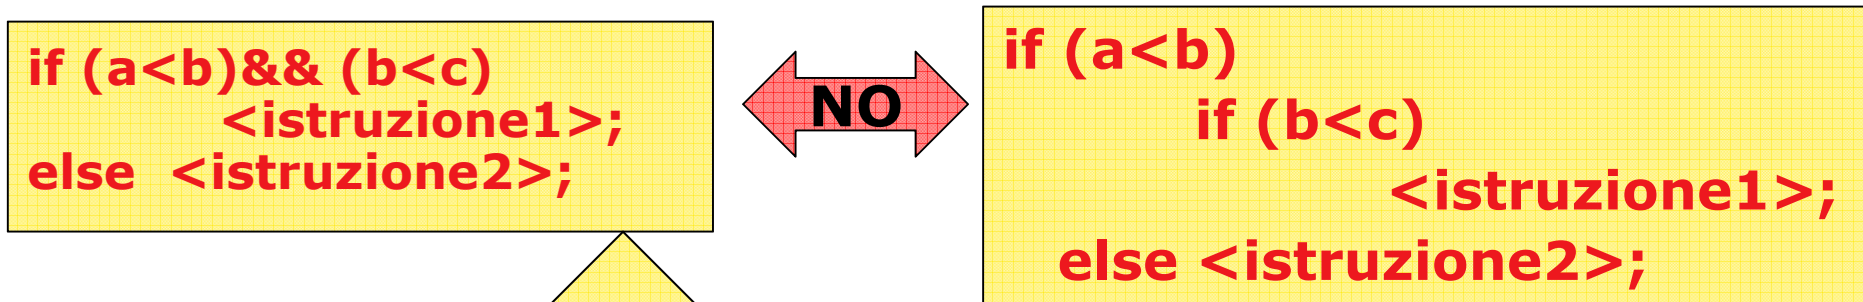 if (a<b)&& (b<c)
<istruzione1>;
else <istruzione2>;
NO
if (a<b)
if (b<c)
<istruzione1>;
else <istruzione2>;